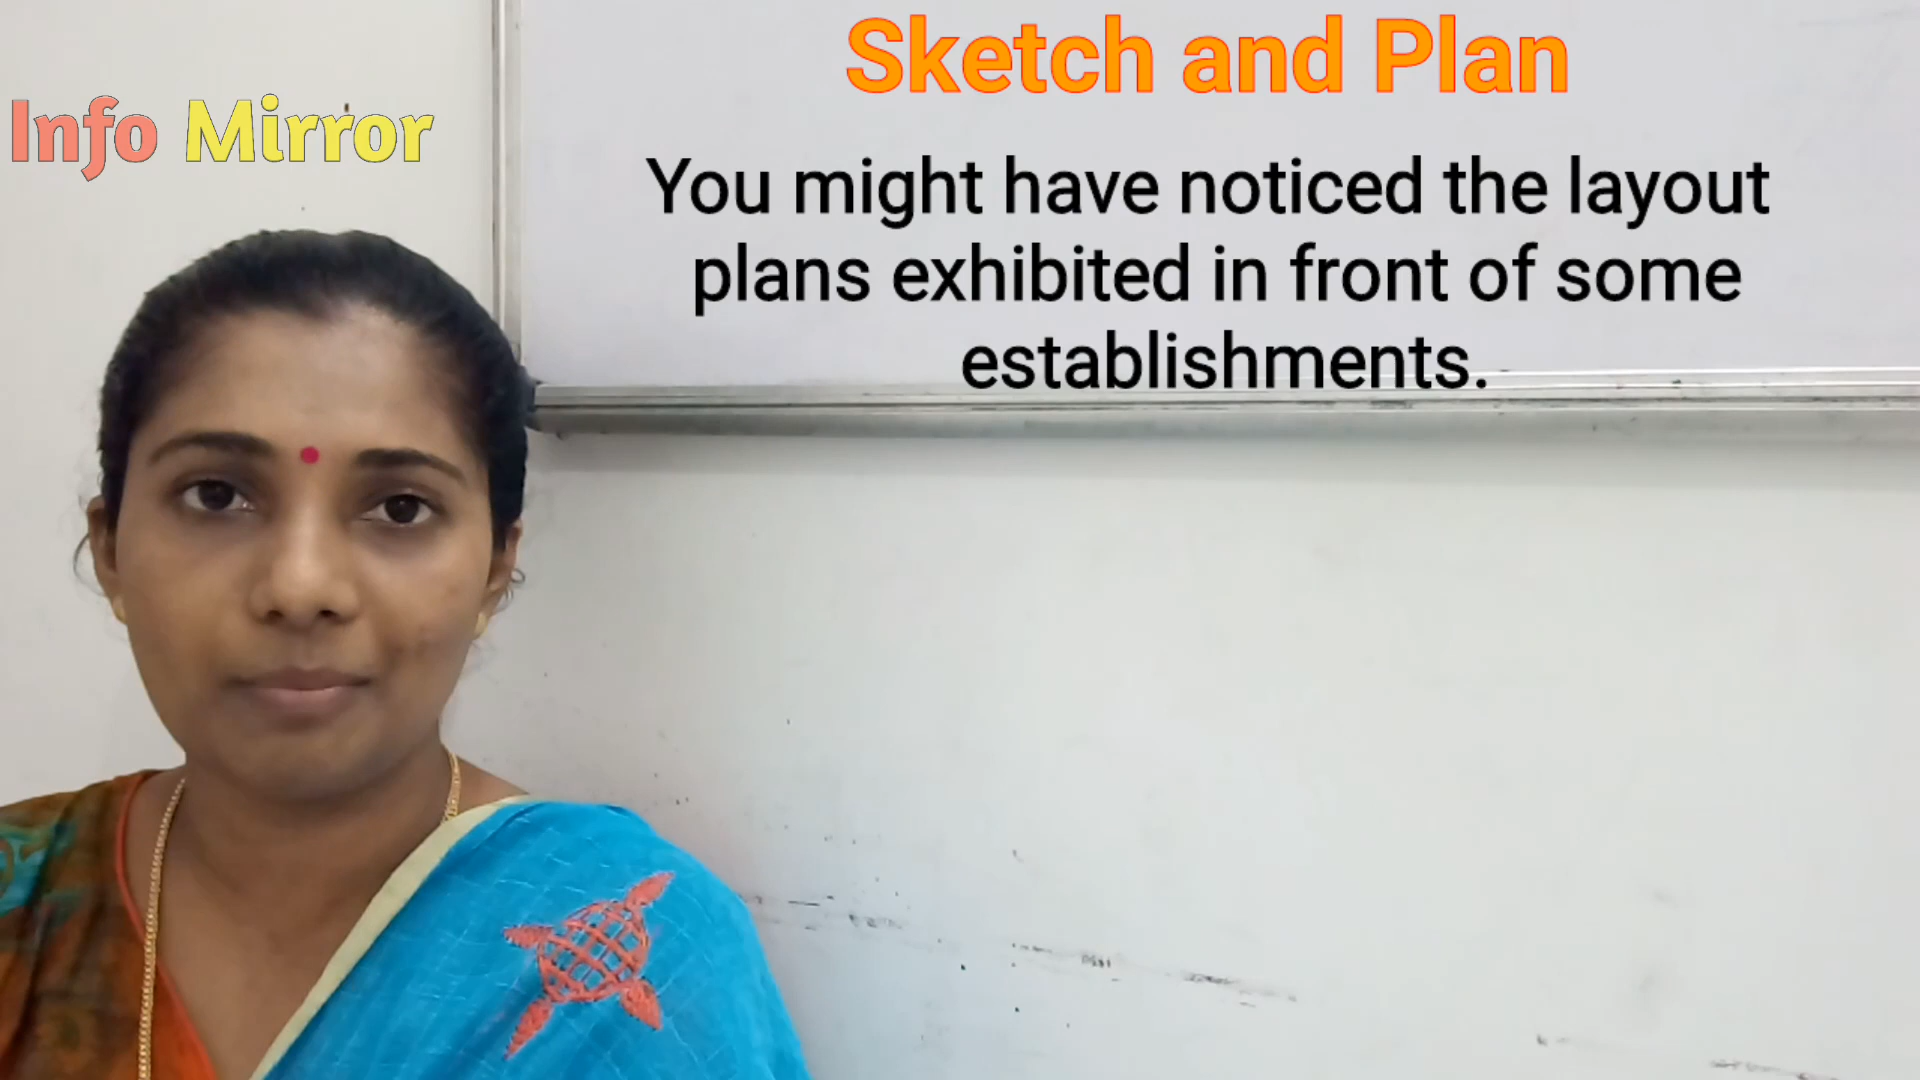 Sketch and Plan
Info Mirror
You might have noticed the layout
plans exhibited in front of some
establishments.